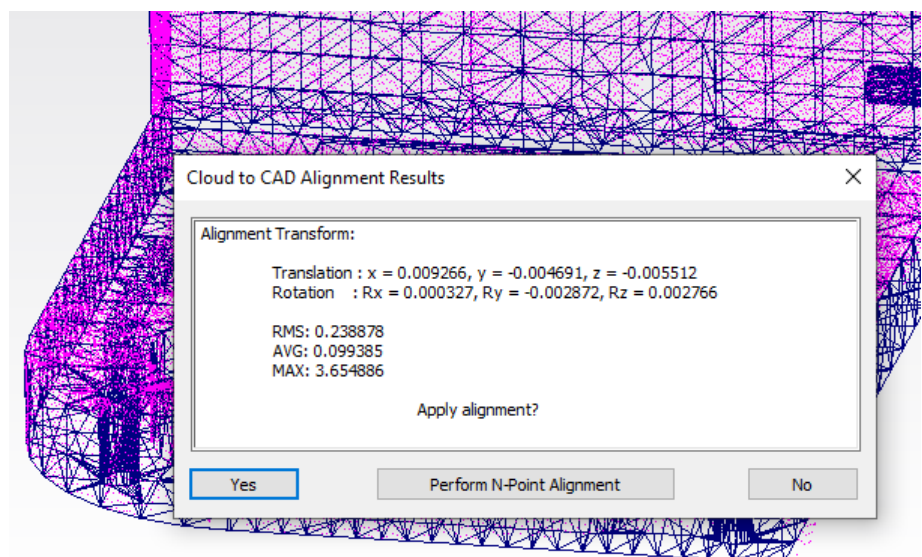 Cloud to CAD Alignment Results
Alignment Transform:
Translation : x = 0.009266, y = -0.004691, z = -0.005512
Rotation : Rx = 0.000327, Ry = -0.002872, Rz = 0.002766
RMS: 0.238878
AVG: 0.099385
MAX: 3.654886
Apply alignment?
Yes
Perform N-Point Alignment
No